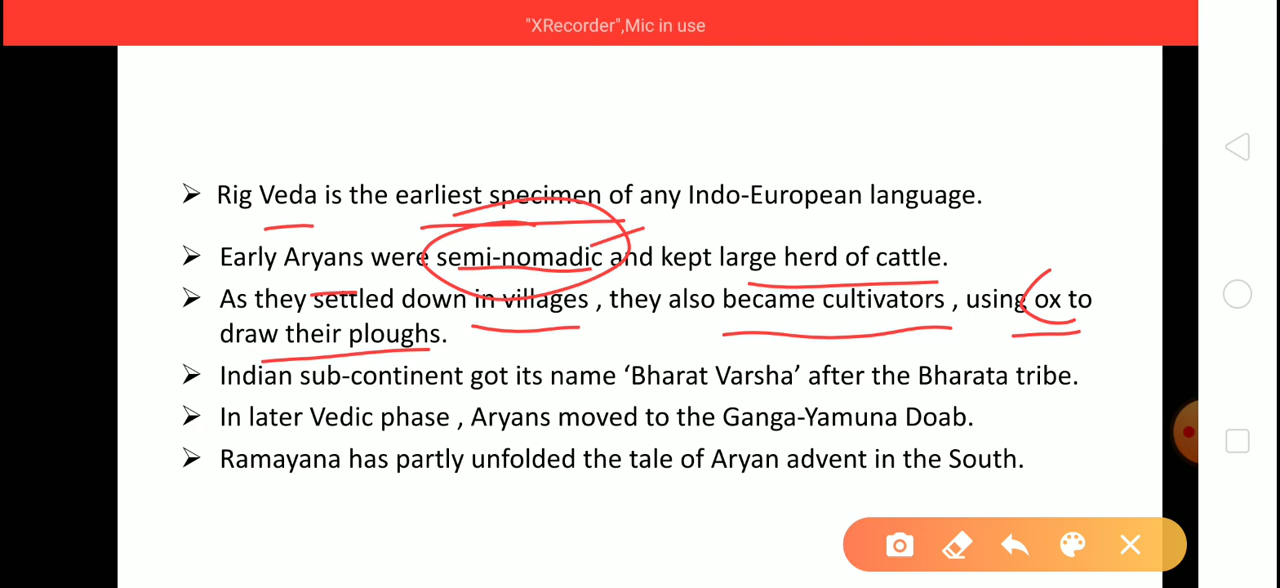 "XRecorder",Mic in use
➢ Rig Veda is the earliest specimen of any Indo-European language.
➢ Early Aryans were semi-nomadic and kept large herd of cattle.
➢ As they settled down in villages , they also became cultivators , using ox to
draw their ploughs.
➢ Indian sub-continent got its name ‘Bharat Varsha’ after the Bharata tribe.
➢ In later Vedic phase , Aryans moved to the Ganga-Yamuna Doab.
➢ Ramayana has partly unfolded the tale of Aryan advent in the South.